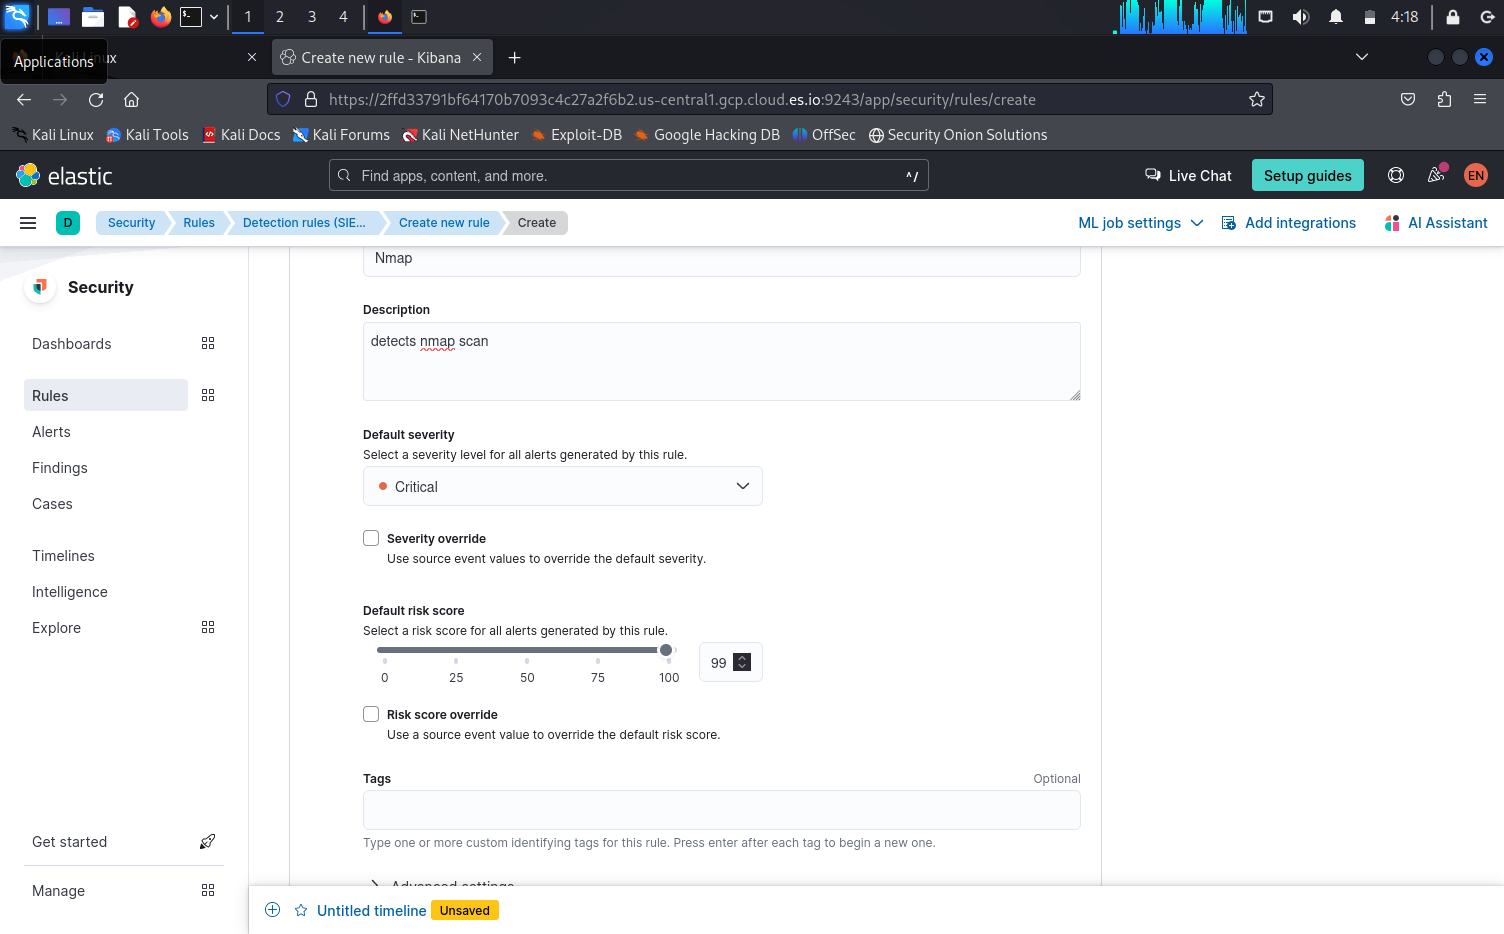 1 2 3 4
4:18
Applications
Kali Linux
Create new rule - Kibana
https://2ffd33791bf64170b7093c4c27a2f6b2.us-central1.gcp.cloud.es.io:9243/app/security/rules/create
Kali Linux Kali Tools Kali Docs Kali Forums Kali NetHunter Exploit-DB Google Hacking DB OffSec Security Onion Solutions
elastic
Find apps, content, and more. ^/
Live Chat
Setup guides
EN
D
Security Rules Detection rules (SIE... Create new rule Create
ML job settings
Add integrations
AI Assistant
Security
Dashboards
Rules
Alerts
Findings
Cases
Timelines
Intelligence
Explore
Get started
Manage
Nmap
Description
detects nmap scan
Default severity
Select a severity level for all alerts generated by this rule.
Critical
Severity override
Use source event values to override the default severity.
Default risk score
Select a risk score for all alerts generated by this rule.
0 25 50 75 100
99
Risk score override
Use a source event value to override the default risk score.
Tags Optional
Type one or more custom identifying tags for this rule. Press enter after each tag to begin a new one.
Advanced settings
Untitled timeline Unsaved